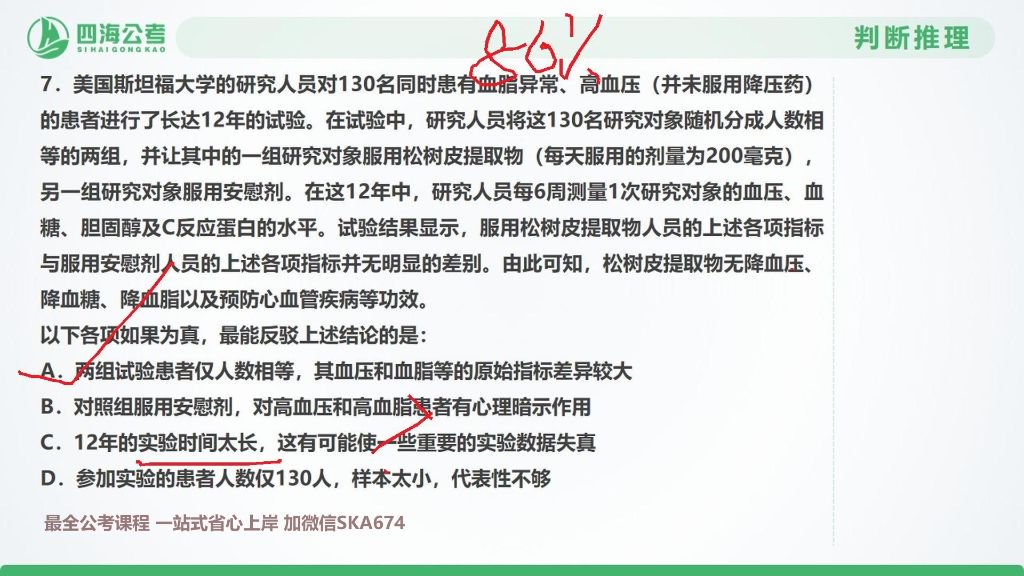 四海公考
SIHAIGONGKAO
86%
判断推理
7．美国斯坦福大学的研究人员对130名同时患有血脂异常、高血压（并未服用降压药）
的患者进行了长达12年的试验。在试验中，研究人员将这130名研究对象随机分成人数相
等的两组，并让其中的一组研究对象服用松树皮提取物（每天服用的剂量为200毫克），
另一组研究对象服用安慰剂。在这12年中，研究人员每6周测量1次研究对象的血压、血
糖、胆固醇及C反应蛋白的水平。试验结果显示，服用松树皮提取物人员的上述各项指标
与服用安慰剂人员的上述各项指标并无明显的差别。由此可知，松树皮提取物无降血压、
降血糖、降血脂以及预防心血管疾病等功效。
以下各项如果为真，最能反驳上述结论的是：
A．两组试验患者仅人数相等，其血压和血脂等的原始指标差异较大
B．对照组服用安慰剂，对高血压和高血脂患者有心理暗示作用
C．12年的实验时间太长，这有可能使一些重要的实验数据失真
D．参加实验的患者人数仅130人，样本太小，代表性不够
最全公考课程 一站式省心上岸 加微信SKA674